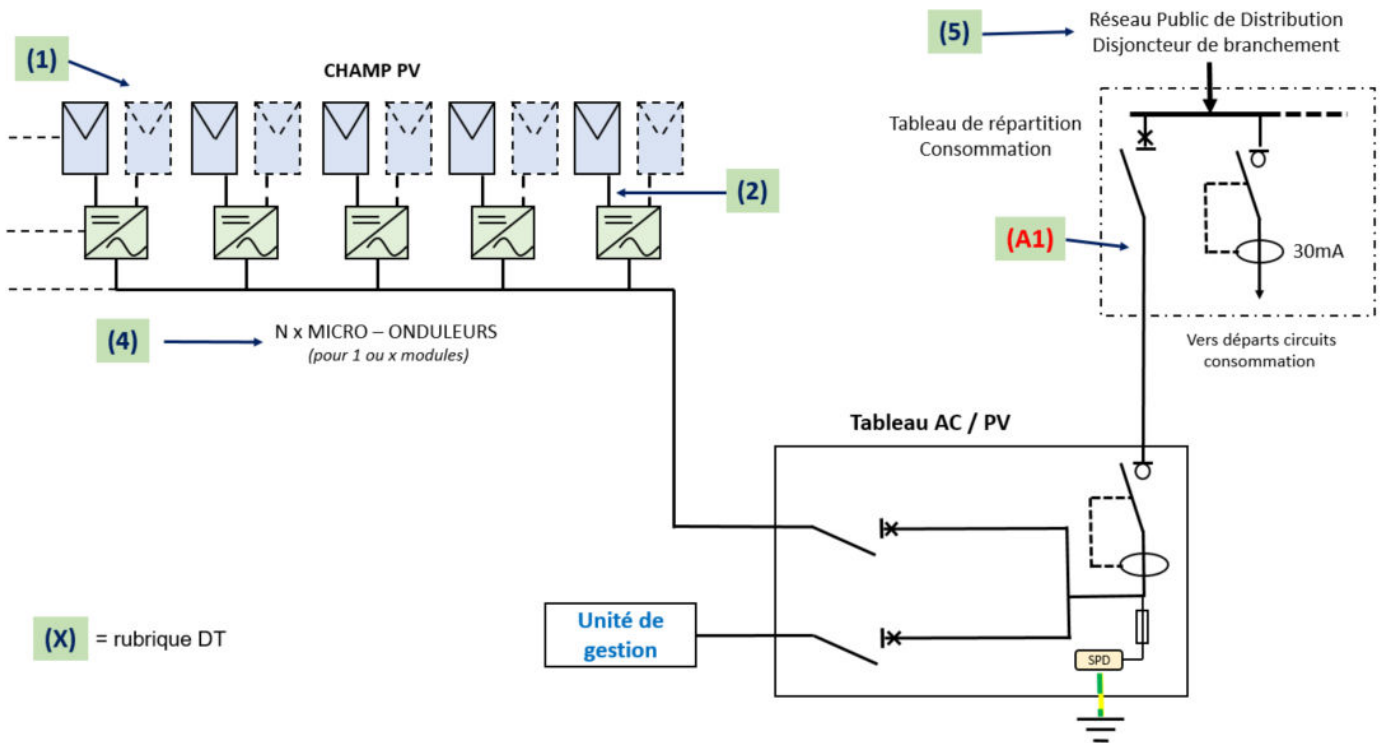 (5)
Réseau Public de Distribution
Disjoncteur de branchement
(1)
CHAMP PV
Tableau de répartition
Consommation
(2)
(A1)
30mA
(4)
N x MICRO – ONDULEURS
(pour 1 ou x modules)
Vers départs circuits
consommation
Tableau AC / PV
Unité de
gestion
(X) = rubrique DT
SPD